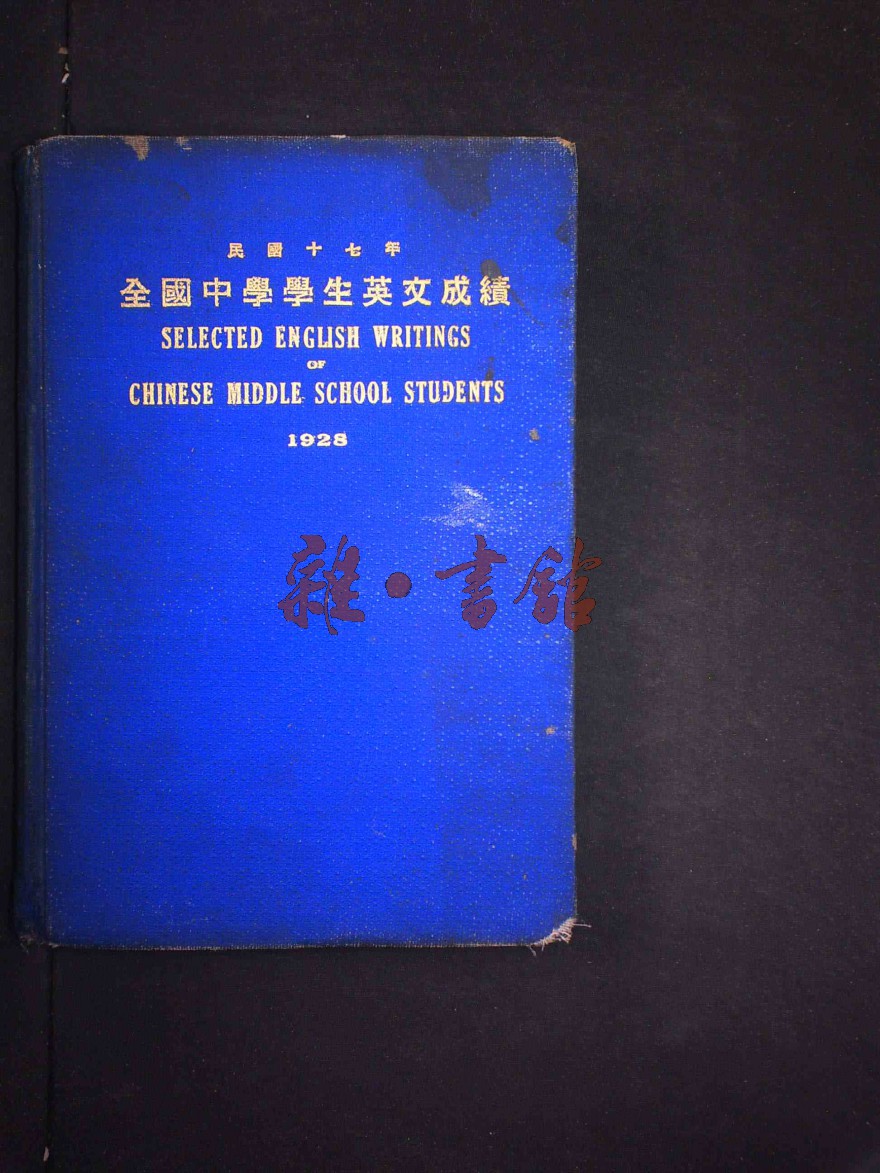 民國十七年
全國中學學生英文成績
SELECTED ENGLISH WRITINGS
OF
CHINESE MIDDLE SCHOOL STUDENTS
1928
雜·書館